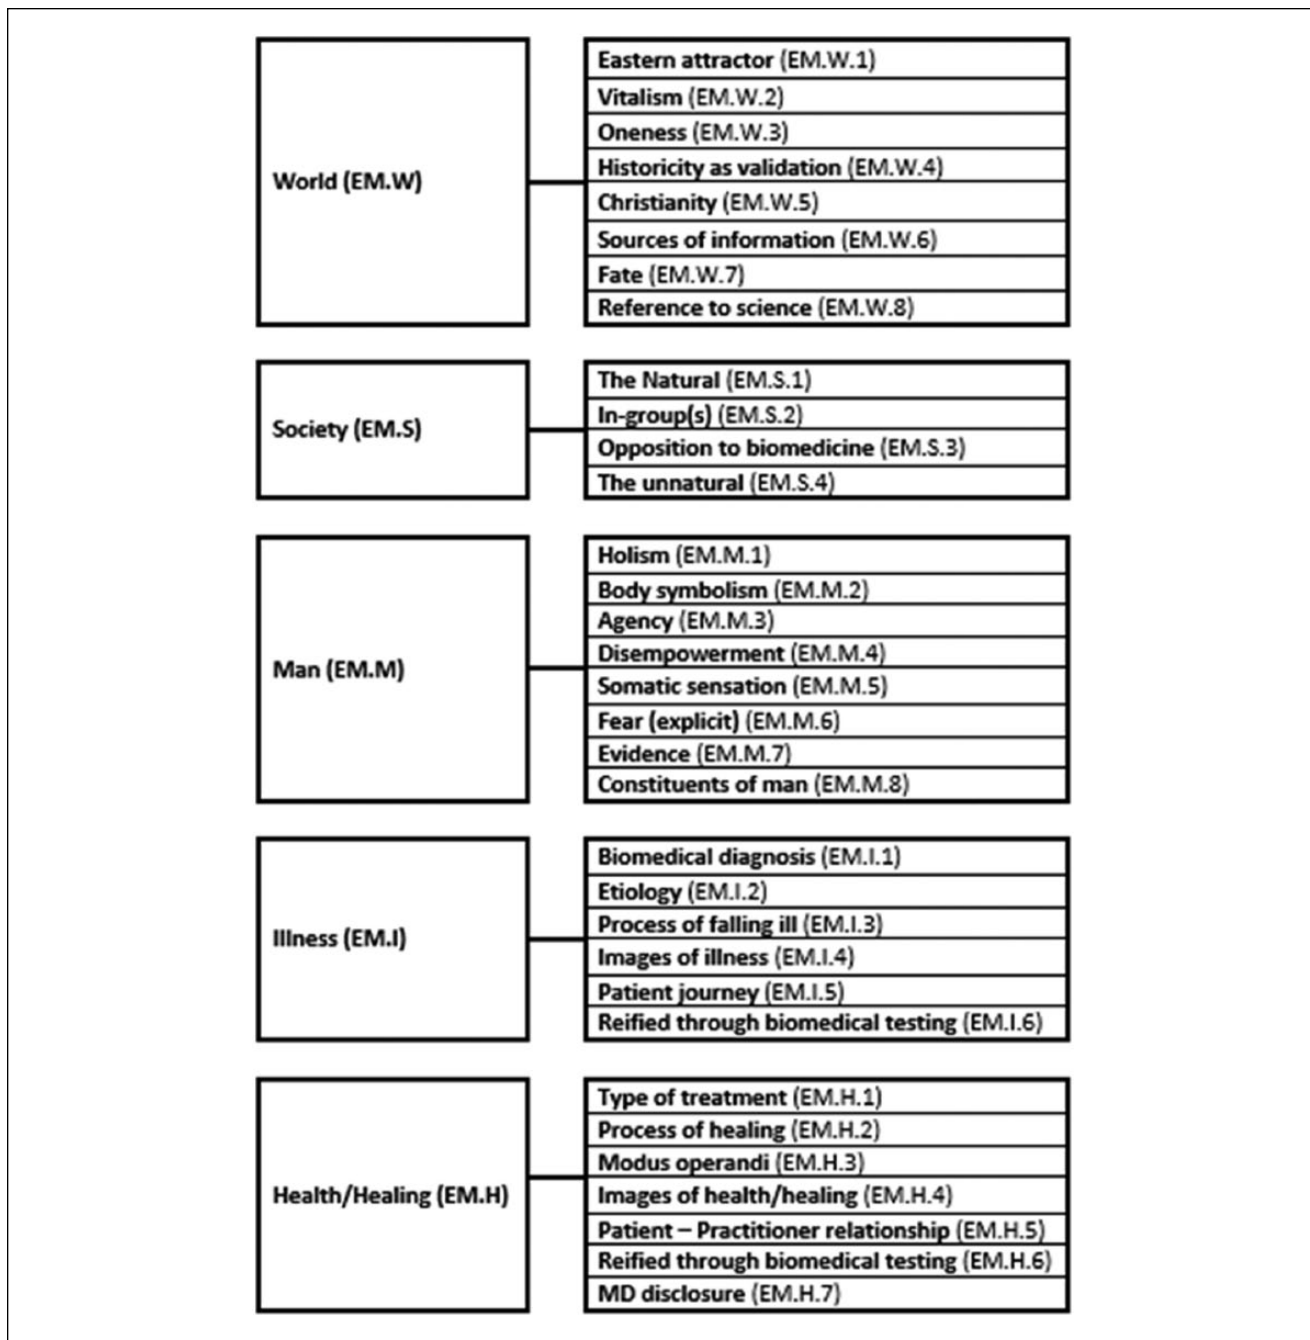 World (EM.W)
Eastern attractor (EM.W.1)
Vitalism (EM.W.2)
Oneness (EM.W.3)
Historicity as validation (EM.W.4)
Christianity (EM.W.5)
Sources of information (EM.W.6)
Fate (EM.W.7)
Reference to science (EM.W.8)
Society (EM.S)
The Natural (EM.S.1)
In-group(s) (EM.S.2)
Opposition to biomedicine (EM.S.3)
The unnatural (EM.S.4)
Man (EM.M)
Holism (EM.M.1)
Body symbolism (EM.M.2)
Agency (EM.M.3)
Disempowerment (EM.M.4)
Somatic sensation (EM.M.5)
Fear (explicit) (EM.M.6)
Evidence (EM.M.7)
Constituents of man (EM.M.8)
Illness (EM.I)
Biomedical diagnosis (EM.I.1)
Etiology (EM.I.2)
Process of falling ill (EM.I.3)
Images of illness (EM.I.4)
Patient journey (EM.I.5)
Reified through biomedical testing (EM.I.6)
Health/Healing (EM.H)
Type of treatment (EM.H.1)
Process of healing (EM.H.2)
Modus operandi (EM.H.3)
Images of health/healing (EM.H.4)
Patient – Practitioner relationship (EM.H.5)
Reified through biomedical testing (EM.H.6)
MD disclosure (EM.H.7)